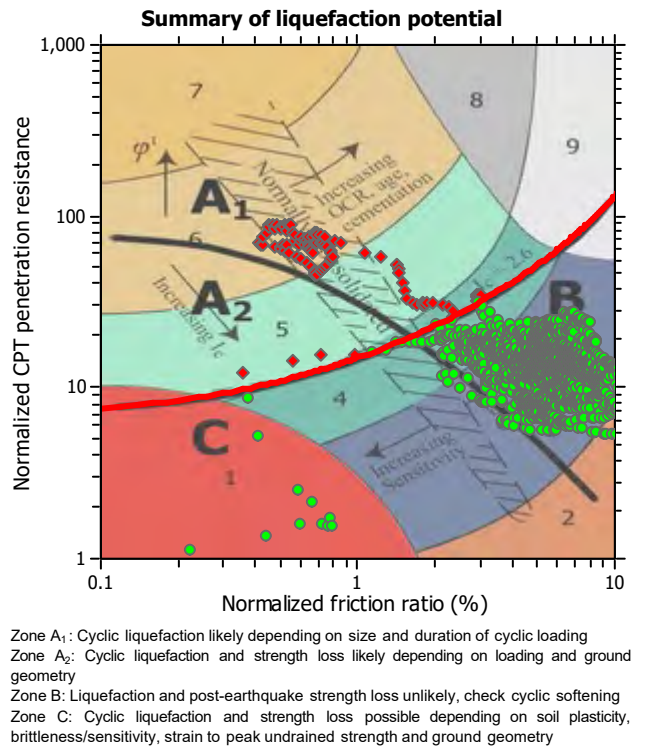 Summary of liquefaction potential
1,000
7
8
9
φ'
Increasing
OCR, age,
cementation
Normally
A1
100
6
Ic = 2.6
B
A2
Increasing Ic
5
Normalized CPT penetration resistance
10
4
C
Increasing
Sensitivity
1
2
1
0.1
1
10
Normalized friction ratio (%)
Zone A1: Cyclic liquefaction likely depending on size and duration of cyclic loading
Zone A2: Cyclic liquefaction and strength loss likely depending on loading and ground
geometry
Zone B: Liquefaction and post-earthquake strength loss unlikely, check cyclic softening
Zone C: Cyclic liquefaction and strength loss possible depending on soil plasticity,
brittleness/sensitivity, strain to peak undrained strength and ground geometry